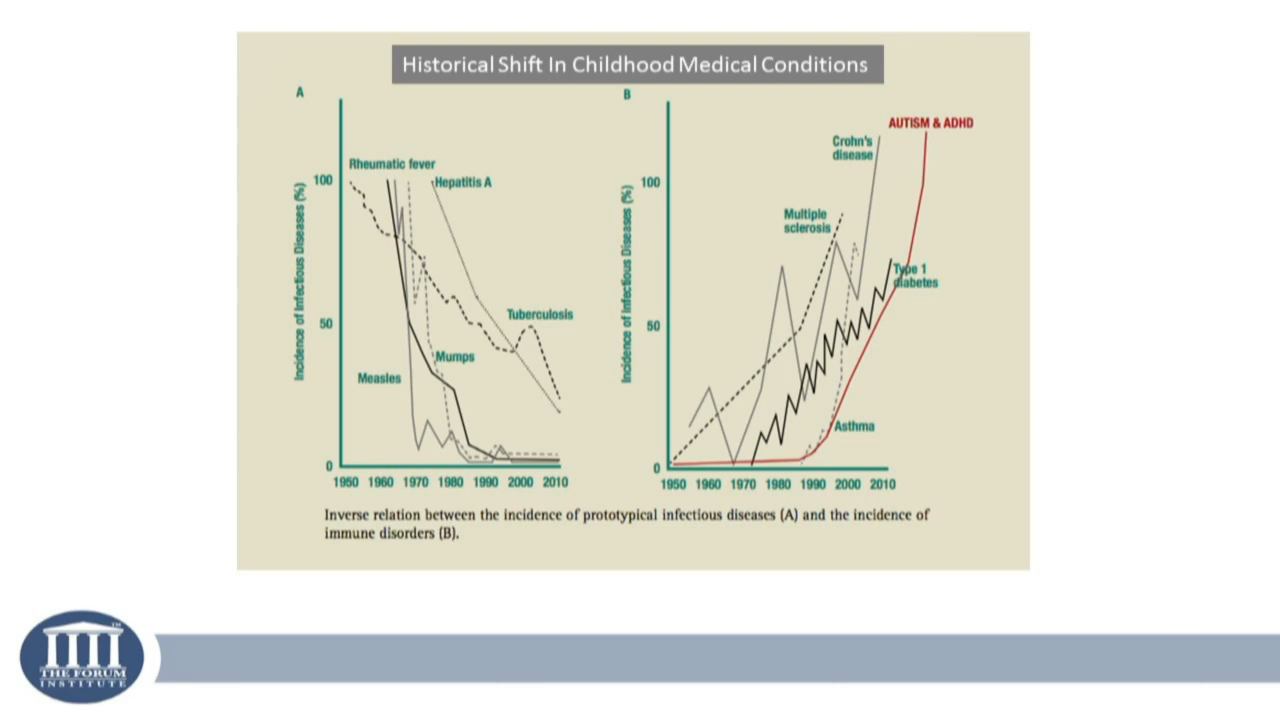 Historical Shift In Childhood Medical Conditions
A
Rheumatic fever
Hepatitis A
Tuberculosis
Mumps
Measles
Incidence of Infectious Diseases (%)
100
50
0
1950 1960 1970 1980 1990 2000 2010
B
AUTISM & ADHD
Crohn's
disease
Multiple
sclerosis
Type 1
diabetes
Asthma
Incidence of Infectious Diseases (%)
100
50
0
1950 1960 1970 1980 1990 2000 2010
Inverse relation between the incidence of prototypical infectious diseases (A) and the incidence of
immune disorders (B).
TM
THE FORUM
INSTITUTE